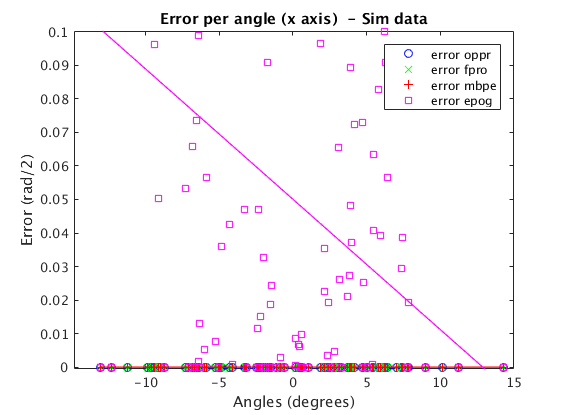 Error per angle (x axis) - Sim data
0.1
0.09
0.08
0.07
0.06
0.05
0.04
0.03
0.02
0.01
0
Error (rad/2)
error oppr
error fpro
error mbpe
error epog
-10
-5
0
5
10
15
Angles (degrees)